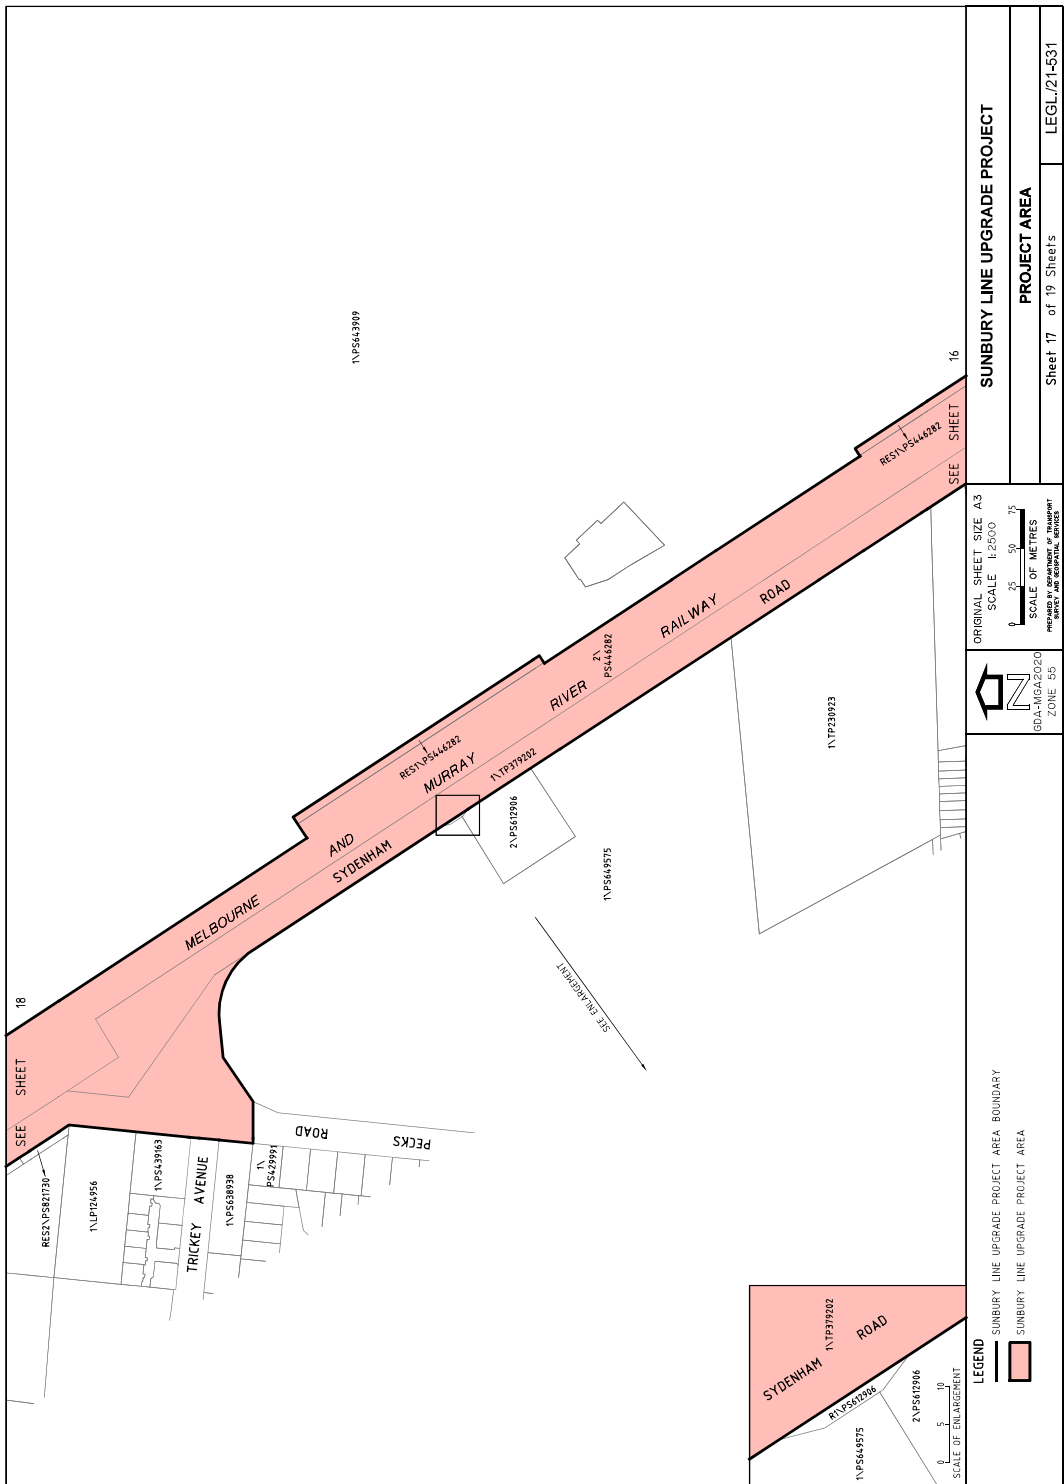 SEE SHEET 18
MELBOURNE AND MURRAY RIVER RAILWAY
SYDENHAM ROAD
RES2\PS821730
1\LP124956
1\PS439163
TRICKEY AVENUE
1\PS638938
1\
PS429991
PECKS ROAD
RES1\PS446282
1\TP379202
2\PS612906
1\PS649575
SEE ENLARGEMENT
1\PS643909
2\
PS446282
1\TP230923
RES1\PS446282
SEE SHEET 16
SYDENHAM ROAD
1\TP379202
R1\PS612906
2\PS612906
1\PS649575
0 5 10
SCALE OF ENLARGEMENT
LEGEND
SUNBURY LINE UPGRADE PROJECT AREA BOUNDARY
SUNBURY LINE UPGRADE PROJECT AREA
N
GDA-MGA2020
ZONE 55
ORIGINAL SHEET SIZE A3
SCALE 1:2500
0 25 50 75
SCALE OF METRES
PREPARED BY DEPARTMENT OF TRANSPORT
SURVEY AND GEOSPATIAL SERVICES
SUNBURY LINE UPGRADE PROJECT
PROJECT AREA
Sheet 17 of 19 Sheets
LEGL./21-531